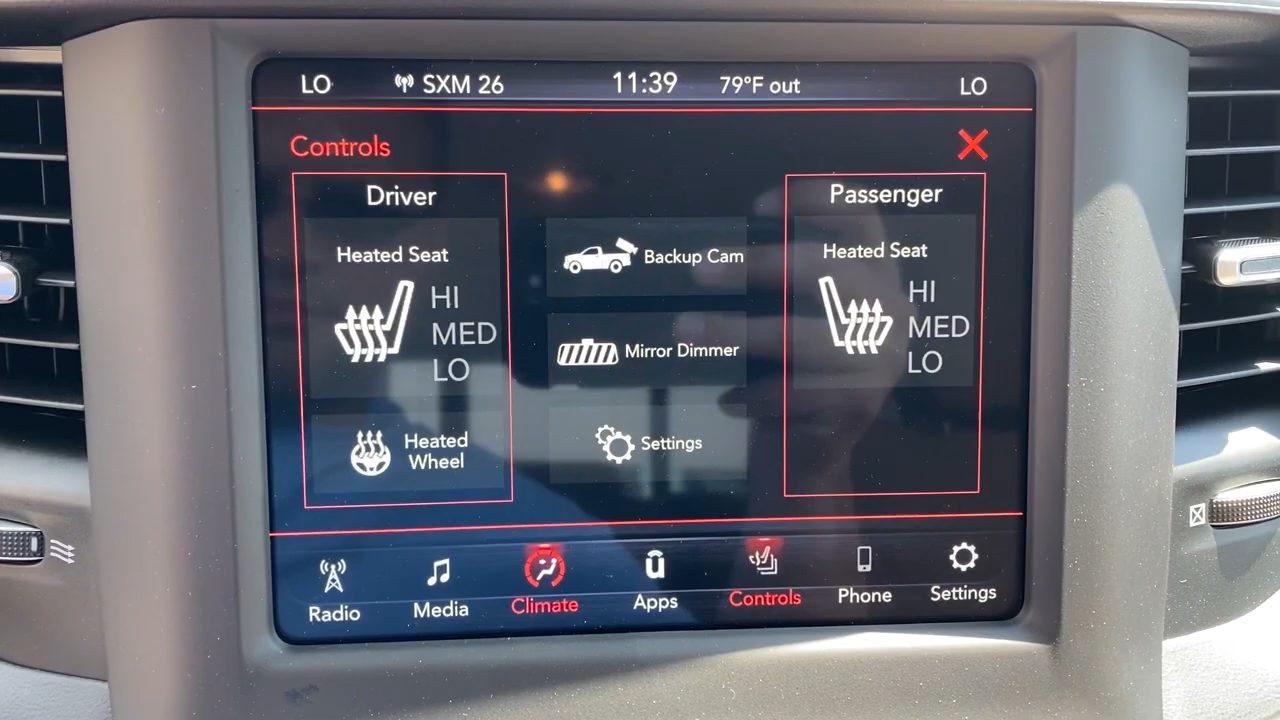 LO SXM 26 11:39 79°F out LO
Controls
Driver
Heated Seat
HI
MED
LO
Heated
Wheel
Backup Cam
Mirror Dimmer
Settings
Passenger
Heated Seat
HI
MED
LO
Radio Media Climate Apps Controls Phone Settings